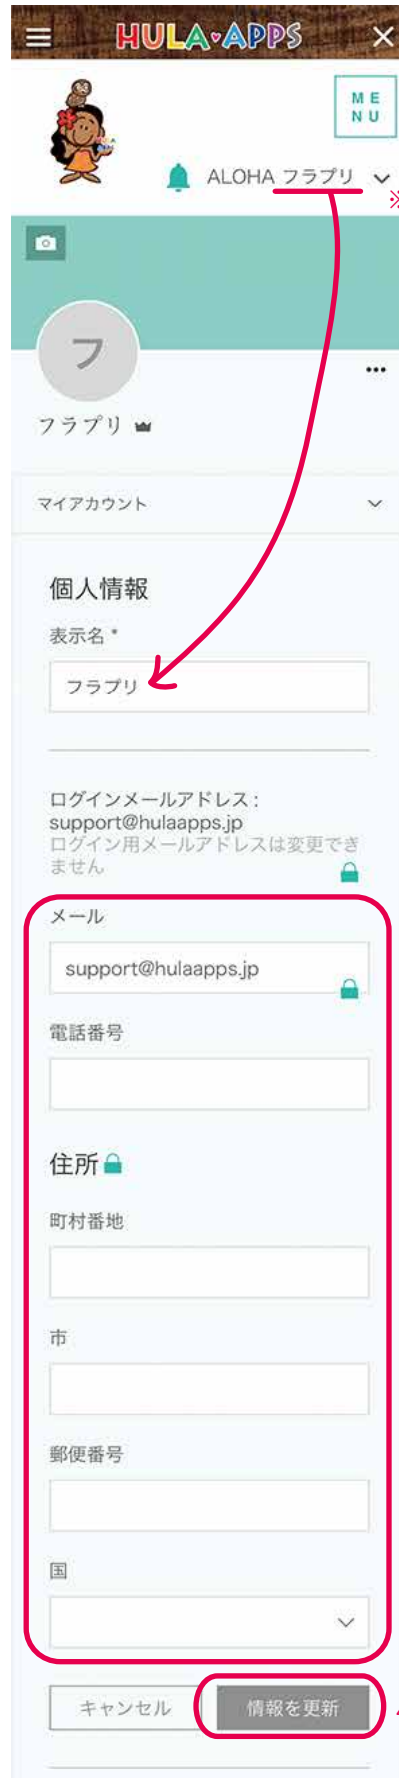 HULA♥APPS
ME
NU
ALOHA フラプリ
※
フ
フラプリ
マイアカウント
個人情報
表示名 *
フラプリ
ログインメールアドレス :
support@hulaapps.jp
ログイン用メールアドレスは変更でき
ません
メール
support@hulaapps.jp
電話番号
住所
町村番地
市
郵便番号
国
キャンセル 情報を更新